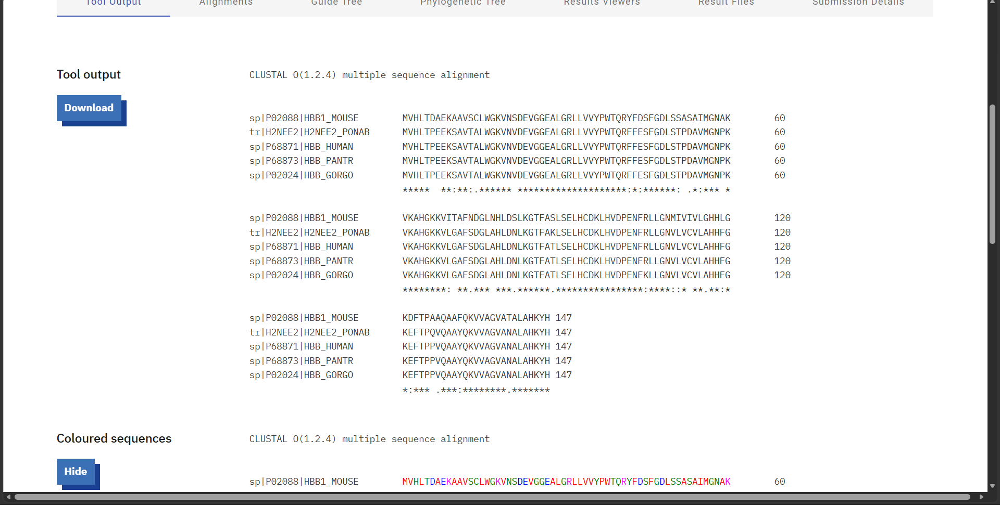 Tool Output    Alignments    Guide Tree    Phylogenetic Tree    Results Viewers    Result Files    Submission Details
Tool output
Download
CLUSTAL O(1.2.4) multiple sequence alignment
sp|P02088|HBB1_MOUSE      MVHLTDAEKAAVSCLWGKVNSDEVGGEALGRLLVVYPWTQRYFDSFGDLSSASAIMGNAK        60
tr|H2NEE2|H2NEE2_PONAB    MVHLTPEEKSAVTALWGKVNVDEVGGEALGRLLVVYPWTQRFFESFGDLSTPDAVMGNPK        60
sp|P68871|HBB_HUMAN       MVHLTPEEKSAVTALWGKVNVDEVGGEALGRLLVVYPWTQRFFESFGDLSTPDAVMGNPK        60
sp|P68873|HBB_PANTR       MVHLTPEEKSAVTALWGKVNVDEVGGEALGRLLVVYPWTQRFFESFGDLSTPDAVMGNPK        60
sp|P02024|HBB_GORGO       MVHLTPEEKSAVTALWGKVNVDEVGGEALGRLLVVYPWTQRFFESFGDLSTPDAVMGNPK        60
                          *****  **:**:.****** ********************:*:******: .*:*** *
sp|P02088|HBB1_MOUSE      VKAHGKKVITAFNDGLNHLDSLKGTFASLSELHCDKLHVDPENFRLLGNMIVIVLGHHLG        120
tr|H2NEE2|H2NEE2_PONAB    VKAHGKKVLGAFSDGLAHLDNLKGTFAKLSELHCDKLHVDPENFRLLGNVLVCVLAHHFG        120
sp|P68871|HBB_HUMAN       VKAHGKKVLGAFSDGLAHLDNLKGTFATLSELHCDKLHVDPENFRLLGNVLVCVLAHHFG        120
sp|P68873|HBB_PANTR       VKAHGKKVLGAFSDGLAHLDNLKGTFATLSELHCDKLHVDPENFRLLGNVLVCVLAHHFG        120
sp|P02024|HBB_GORGO       VKAHGKKVLGAFSDGLAHLDNLKGTFATLSELHCDKLHVDPENFKLLGNVLVCVLAHHFG        120
                          ********: **.*** ***.******.****************:****::* **.**:*
sp|P02088|HBB1_MOUSE      KDFTPAAQAAFQKVVAGVATALAHKYH 147
tr|H2NEE2|H2NEE2_PONAB    KEFTPQVQAAYQKVVAGVANALAHKYH 147
sp|P68871|HBB_HUMAN       KEFTPPVQAAYQKVVAGVANALAHKYH 147
sp|P68873|HBB_PANTR       KEFTPPVQAAYQKVVAGVANALAHKYH 147
sp|P02024|HBB_GORGO       KEFTPPVQAAYQKVVAGVANALAHKYH 147
                          *:*** .***:********.*******
Coloured sequences
Hide
CLUSTAL O(1.2.4) multiple sequence alignment
sp|P02088|HBB1_MOUSE      MVHLTDAEKAAVSCLWGKVNSDEVGGEALGRLLVVYPWTQRYFDSFGDLSSASAIMGNAK        60